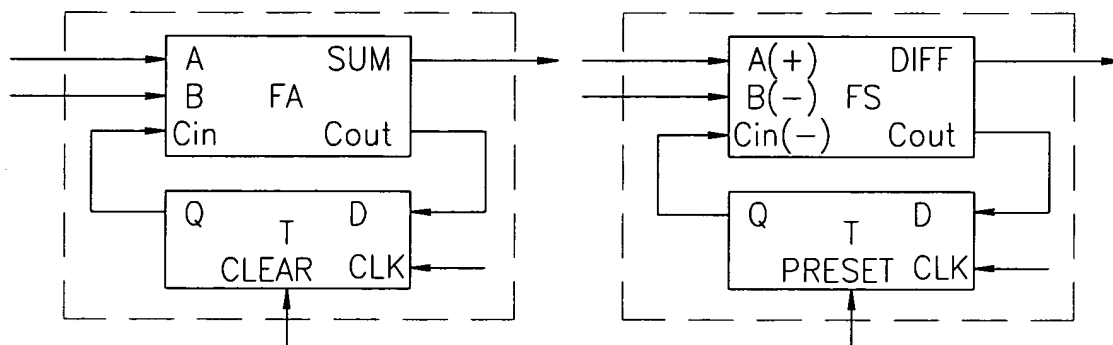 A SUM
B FA
Cin Cout
Q D
T
CLEAR CLK
A(+) DIFF
B(-) FS
Cin(-) Cout
Q D
T
PRESET CLK